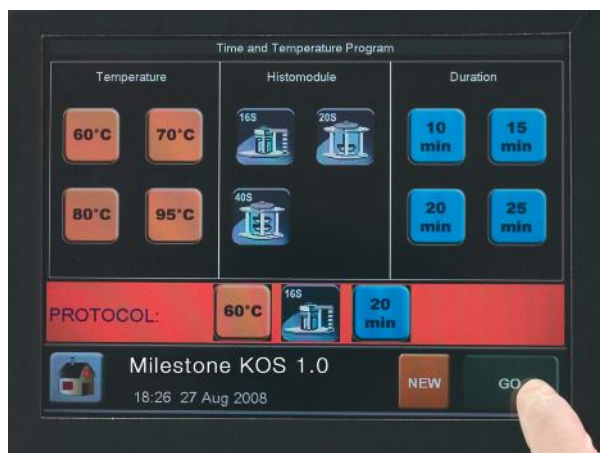 Time and Temperature Program
Temperature
Histomodule
Duration
60°C
70°C
16S
20S
10
min
15
min
80°C
95°C
40S
20
min
25
min
PROTOCOL:
60°C
16S
20
min
Milestone KOS 1.0
18:26 27 Aug 2008
NEW
GO